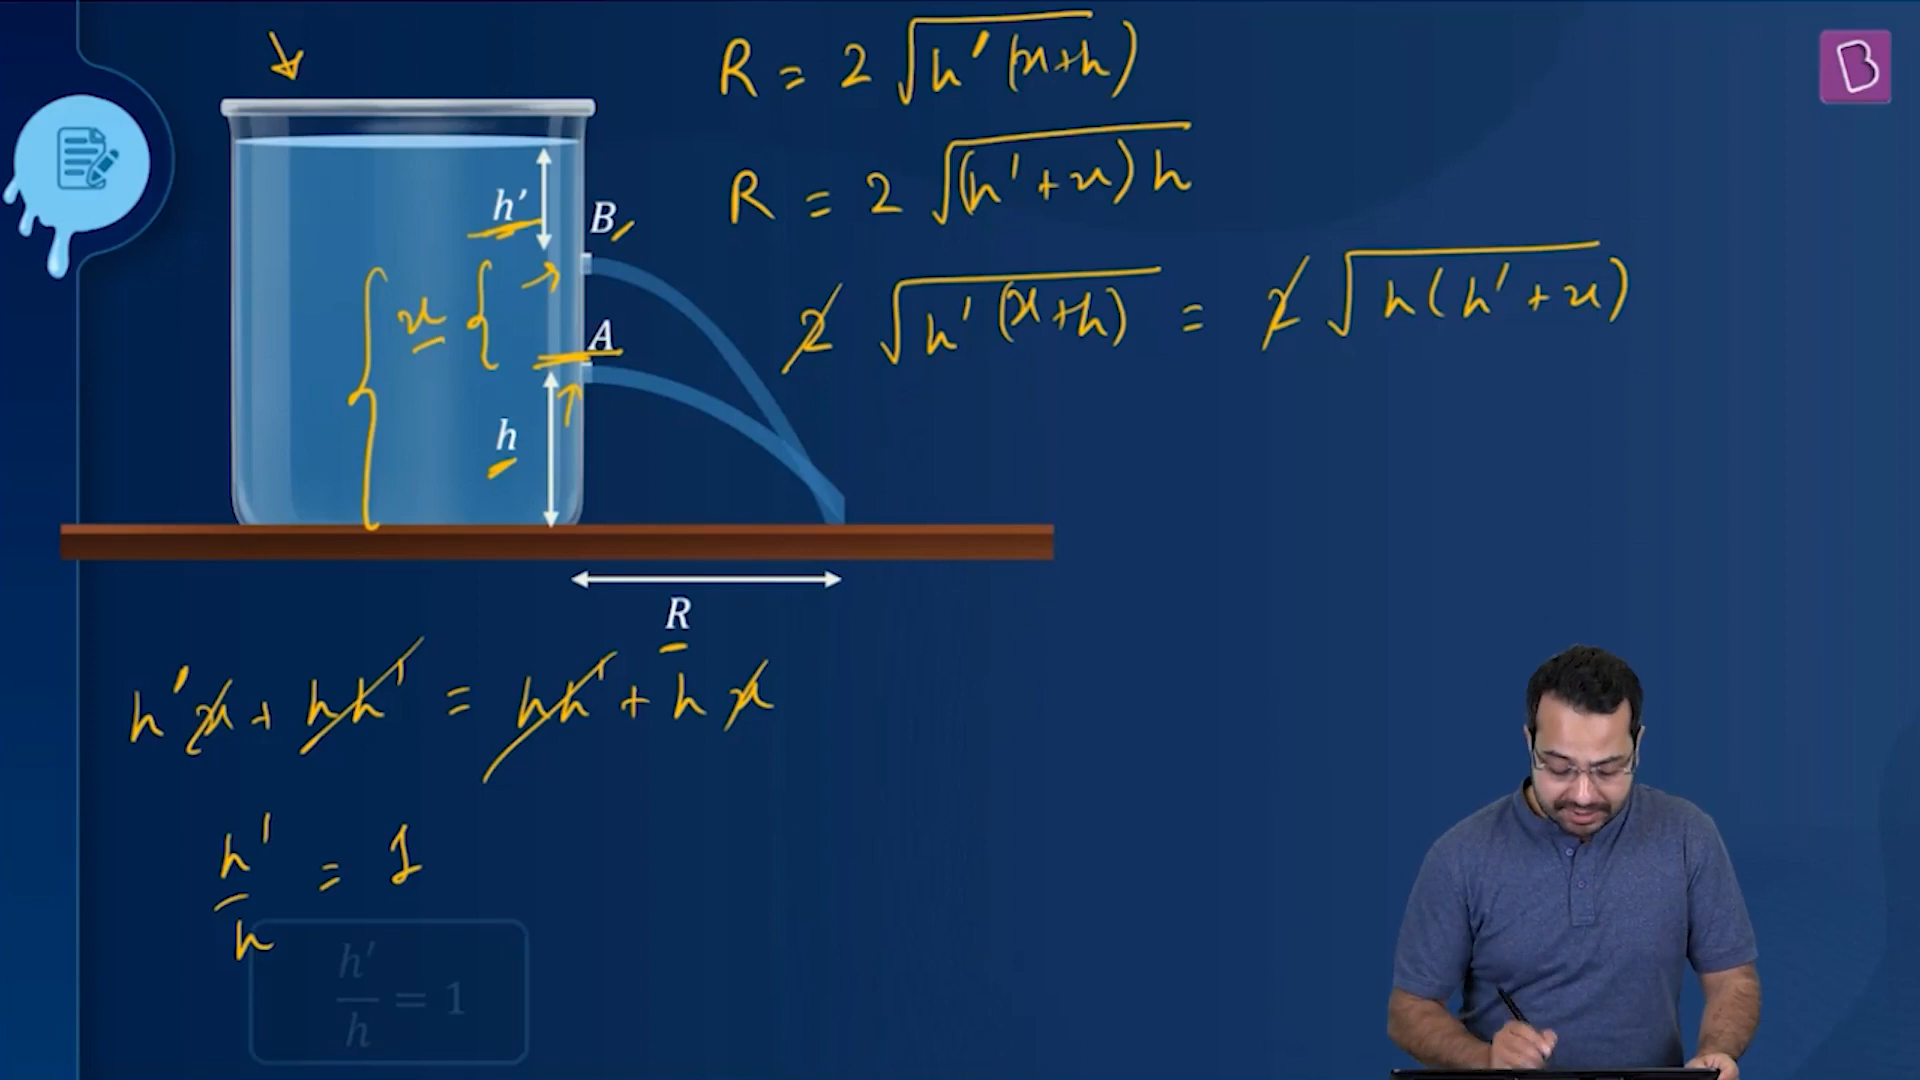 R = 2 √h'(x+h)
R = 2 √(h'+x) h
2 √h'(x+h) = 2 √h(h'+x)
h'
B
x
A
h
R
h'x + hh' = hh' + hx
h'/h = 1
h'/h = 1
B